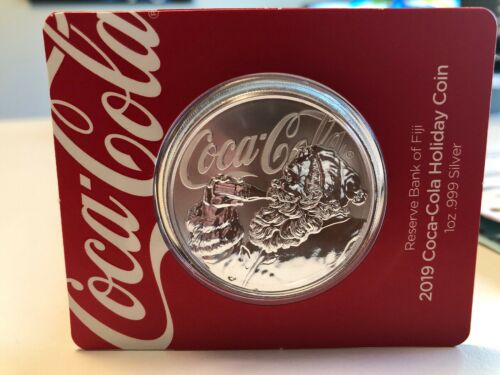 Coca-Cola®
Coca-Cola®
Reserve Bank of Fiji
2019 Coca-Cola Holiday Coin
1oz .999 Silver